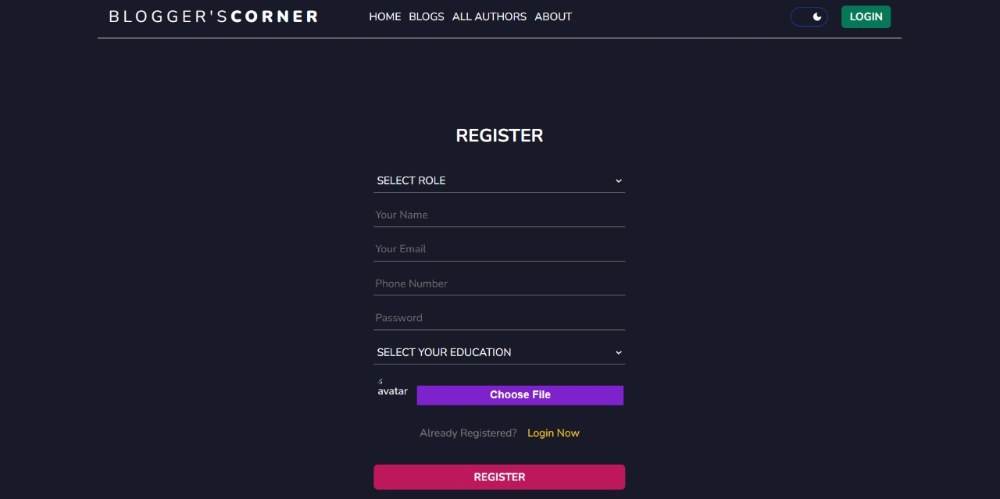 BLOGGER'SCORNER HOME BLOGS ALL AUTHORS ABOUT LOGIN
REGISTER
SELECT ROLE
Your Name
Your Email
Phone Number
Password
SELECT YOUR EDUCATION
avatar Choose File
Already Registered? Login Now
REGISTER